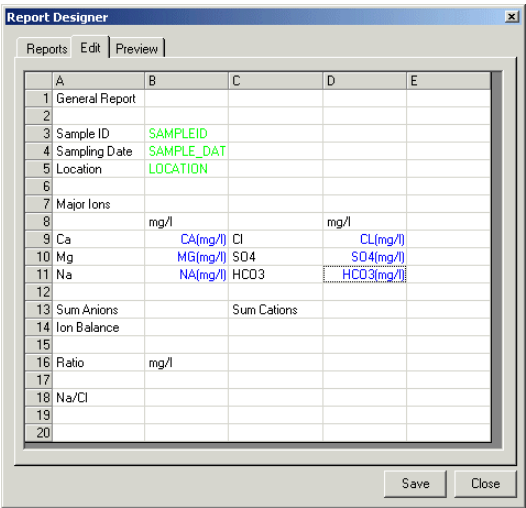 Report Designer
Reports Edit Preview
A B C D E
1 General Report
2
3 Sample ID SAMPLEID
4 Sampling Date SAMPLE_DAT
5 Location LOCATION
6
7 Major Ions
8 mg/l mg/l
9 Ca CA(mg/l) Cl CL(mg/l)
10 Mg MG(mg/l) SO4 SO4(mg/l)
11 Na NA(mg/l) HCO3 HCO3(mg/l)
12
13 Sum Anions Sum Cations
14 Ion Balance
15
16 Ratio mg/l
17
18 Na/Cl
19
20
Save Close